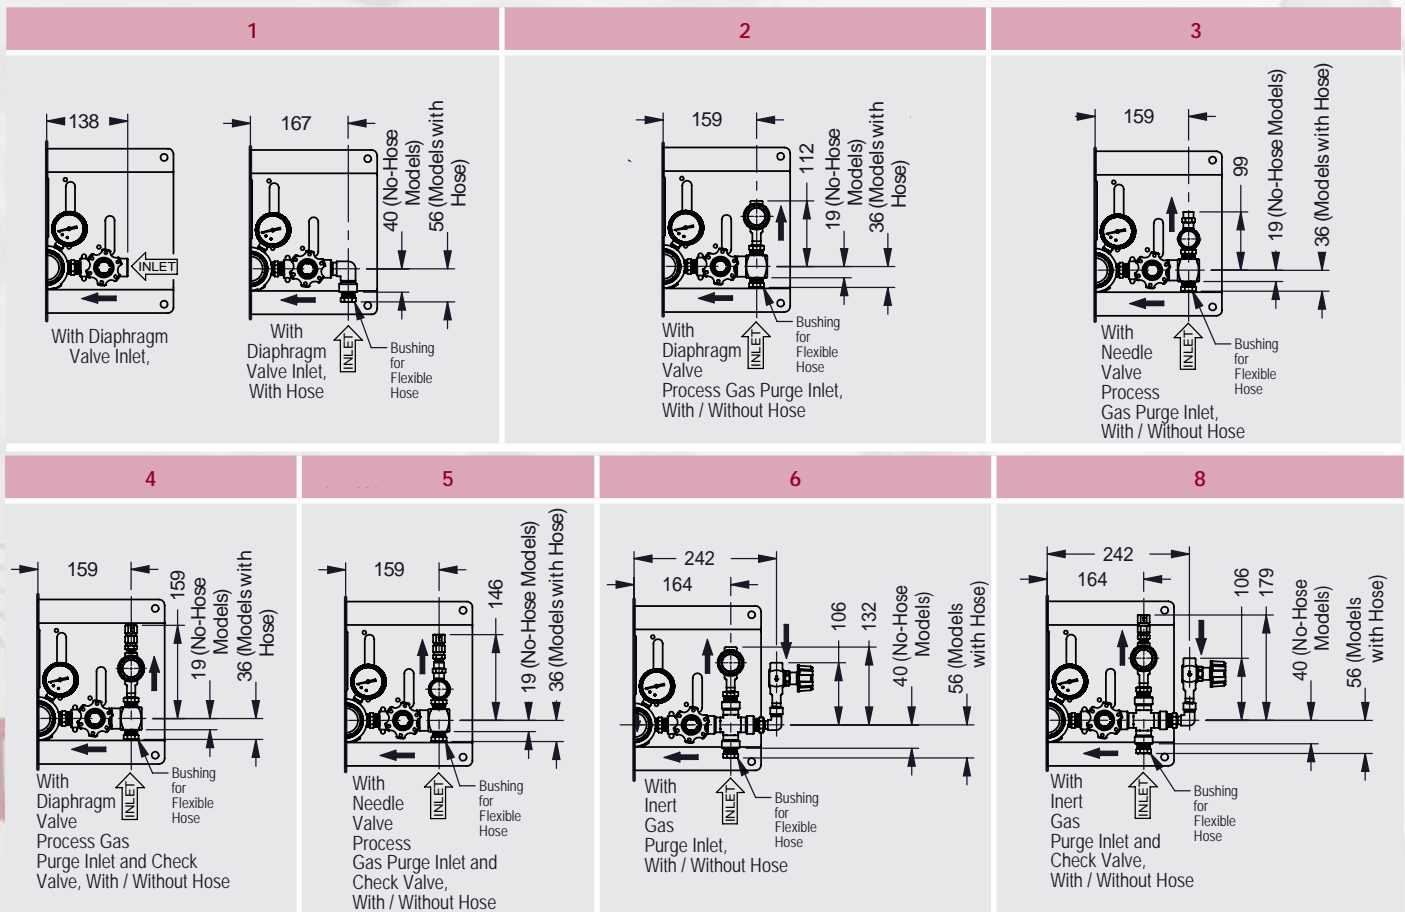 1
2
3
138
INLET
With Diaphragm
Valve Inlet,
167
40 (No-Hose
Models)
56 (Models with
Hose)
With
Diaphragm
Valve Inlet,
With Hose
INLET
Bushing
for
Flexible
Hose
159
112
19 (No-Hose
Models)
36 (Models with
Hose)
With
Diaphragm
Valve
Process Gas Purge Inlet,
With / Without Hose
INLET
Bushing
for
Flexible
Hose
159
99
19 (No-Hose Models)
36 (Models with Hose)
With
Needle
Valve
Process
Gas Purge Inlet,
With / Without Hose
INLET
Bushing
for
Flexible
Hose
4
5
6
8
159
159
19 (No-Hose
Models)
36 (Models with
Hose)
With
Diaphragm
Valve
Process Gas
Purge Inlet and Check
Valve, With / Without Hose
INLET
Bushing
for
Flexible
Hose
159
146
19 (No-Hose Models)
36 (Models with Hose)
With
Needle
Valve
Process
Gas Purge Inlet and
Check Valve,
With / Without Hose
INLET
Bushing
for
Flexible
Hose
242
164
106
132
40 (No-Hose
Models)
56 (Models
with Hose)
With
Inert
Gas
Purge Inlet,
With / Without Hose
INLET
Bushing
for
Flexible
Hose
242
164
106
179
40 (No-Hose
Models)
56 (Models
with Hose)
With
Inert
Gas
Purge Inlet and
Check Valve,
With / Without Hose
INLET
Bushing
for
Flexible
Hose